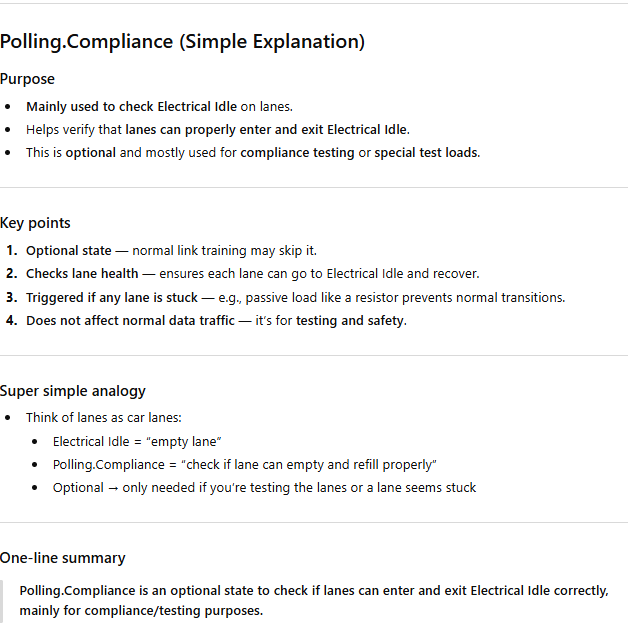 Polling.Compliance (Simple Explanation)
Purpose
• Mainly used to check Electrical Idle on lanes.
• Helps verify that lanes can properly enter and exit Electrical Idle.
• This is optional and mostly used for compliance testing or special test loads.
Key points
1. Optional state — normal link training may skip it.
2. Checks lane health — ensures each lane can go to Electrical Idle and recover.
3. Triggered if any lane is stuck — e.g., passive load like a resistor prevents normal transitions.
4. Does not affect normal data traffic — it’s for testing and safety.
Super simple analogy
• Think of lanes as car lanes:
• Electrical Idle = “empty lane”
• Polling.Compliance = “check if lane can empty and refill properly”
• Optional → only needed if you’re testing the lanes or a lane seems stuck
One-line summary
Polling.Compliance is an optional state to check if lanes can enter and exit Electrical Idle correctly,
mainly for compliance/testing purposes.